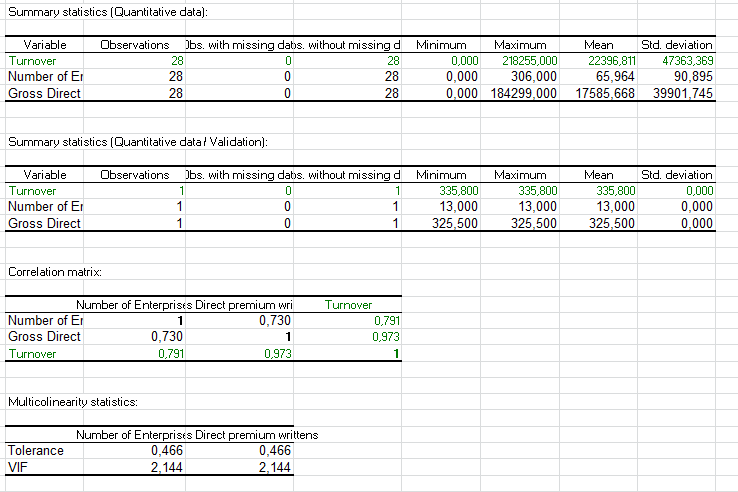 Summary statistics (Quantitative data):
Variable Observations Obs. with missing data Obs. without missing d Minimum Maximum Mean Std. deviation
Turnover 28 0 28 0,000 218255,000 22396,811 47363,369
Number of Er 28 0 28 0,000 306,000 65,964 90,895
Gross Direct 28 0 28 0,000 184299,000 17585,668 39901,745
Summary statistics (Quantitative data / Validation):
Variable Observations Obs. with missing data Obs. without missing d Minimum Maximum Mean Std. deviation
Turnover 1 0 1 335,800 335,800 335,800 0,000
Number of Er 1 0 1 13,000 13,000 13,000 0,000
Gross Direct 1 0 1 325,500 325,500 325,500 0,000
Correlation matrix:
Number of Enterprises Direct premium wri Turnover
Number of Er 1 0,730 0,791
Gross Direct 0,730 1 0,973
Turnover 0,791 0,973 1
Multicolinearity statistics:
Number of Enterprises Direct premium writtens
Tolerance 0,466 0,466
VIF 2,144 2,144